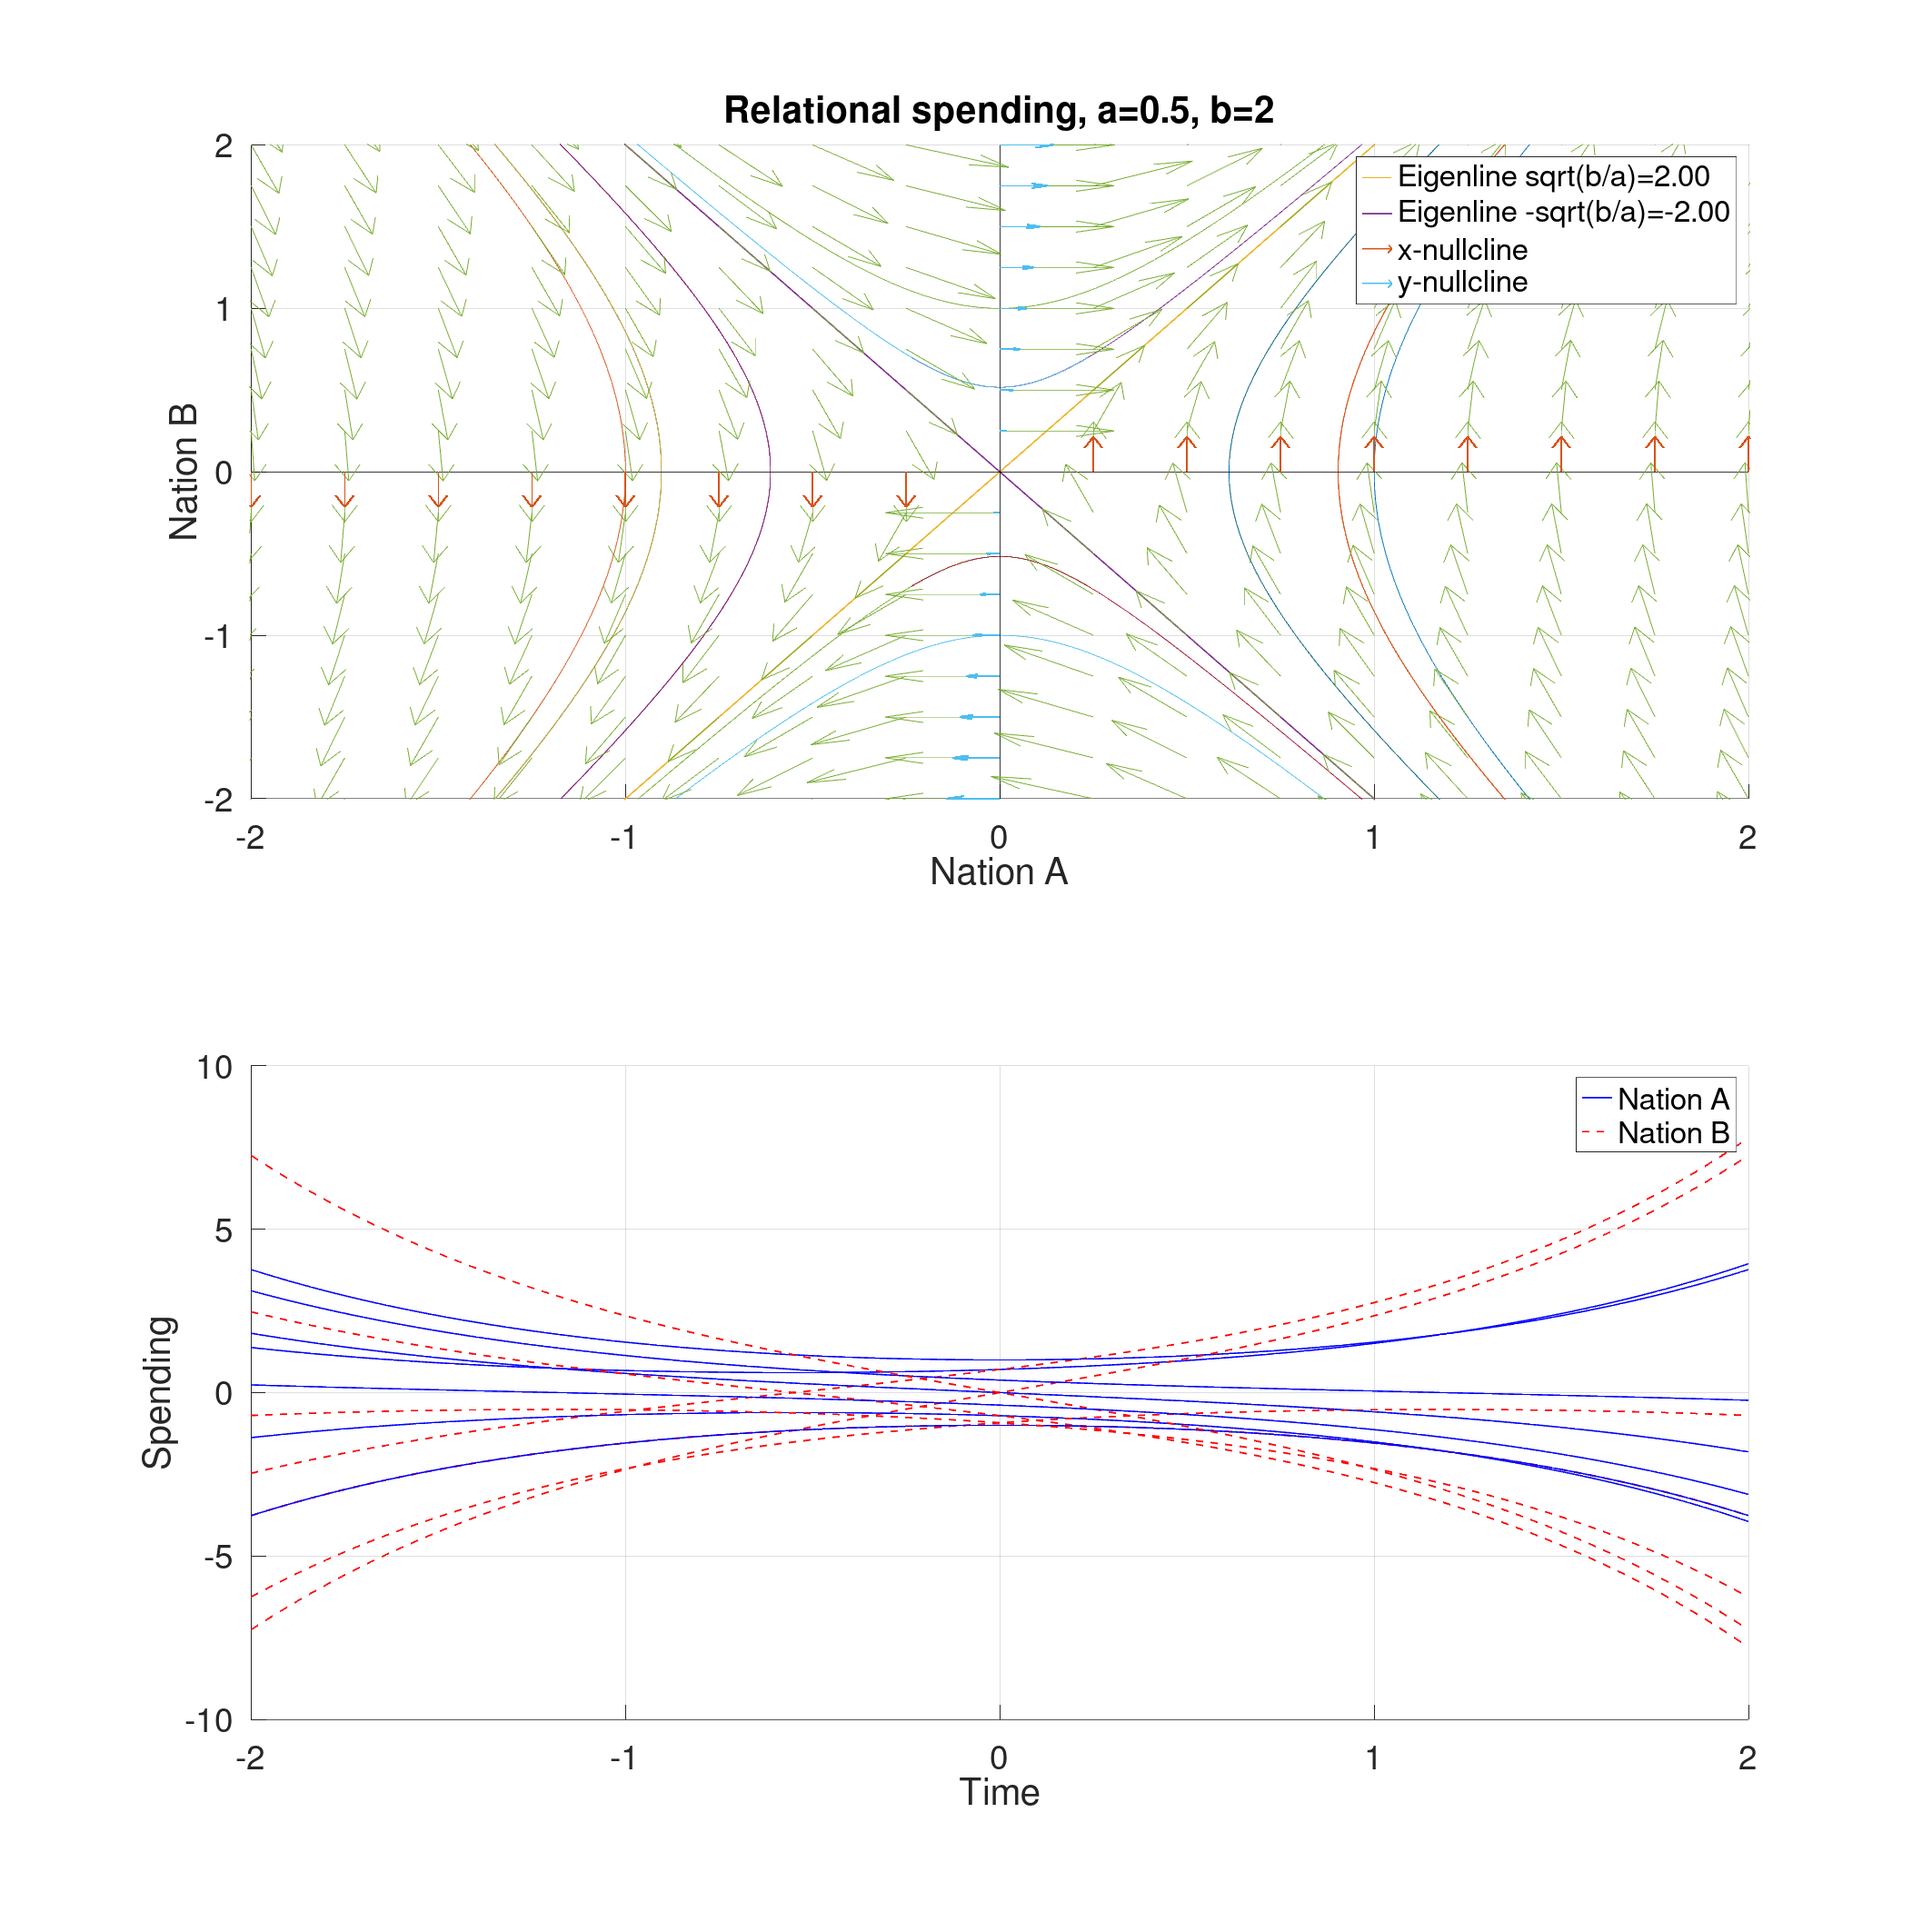 Relational spending, a=0.5, b=2
Eigenline sqrt(b/a)=2.00
Eigenline -sqrt(b/a)=-2.00
x-nullcline
y-nullcline
2
1
0
-1
-2
Nation B
-2
-1
0
1
2
Nation A
Nation A
Nation B
10
5
0
-5
-10
Spending
-2
-1
0
1
2
Time